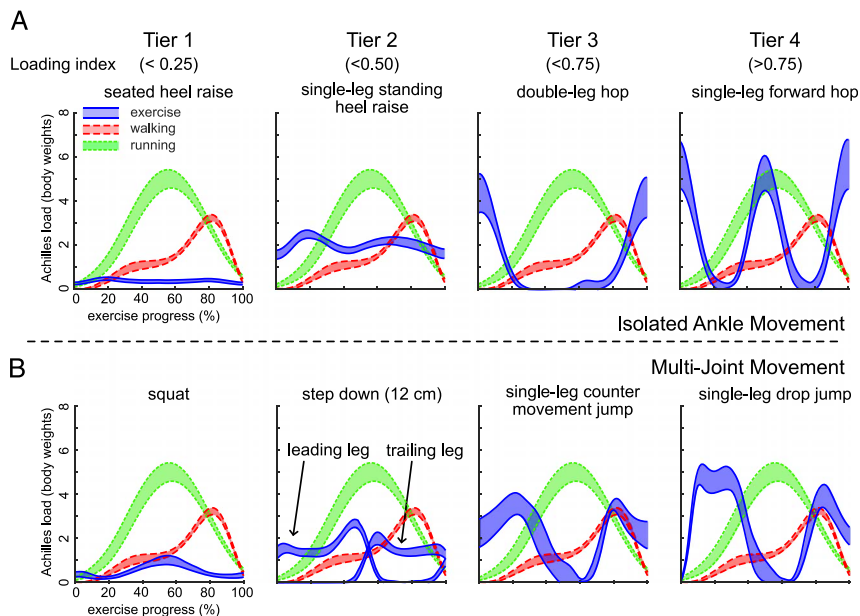 A
Tier 1
Tier 2
Tier 3
Tier 4
Loading index
(< 0.25)
(<0.50)
(<0.75)
(>0.75)
seated heel raise
single-leg standing
heel raise
double-leg hop
single-leg forward hop
8
6
4
2
0
Achilles load (body weights)
exercise
walking
running
0
20
40
60
80
100
exercise progress (%)
Isolated Ankle Movement
B
Multi-Joint Movement
squat
step down (12 cm)
single-leg counter
movement jump
single-leg drop jump
8
6
4
2
0
Achilles load (body weights)
leading leg
trailing leg
0
20
40
60
80
100
exercise progress (%)